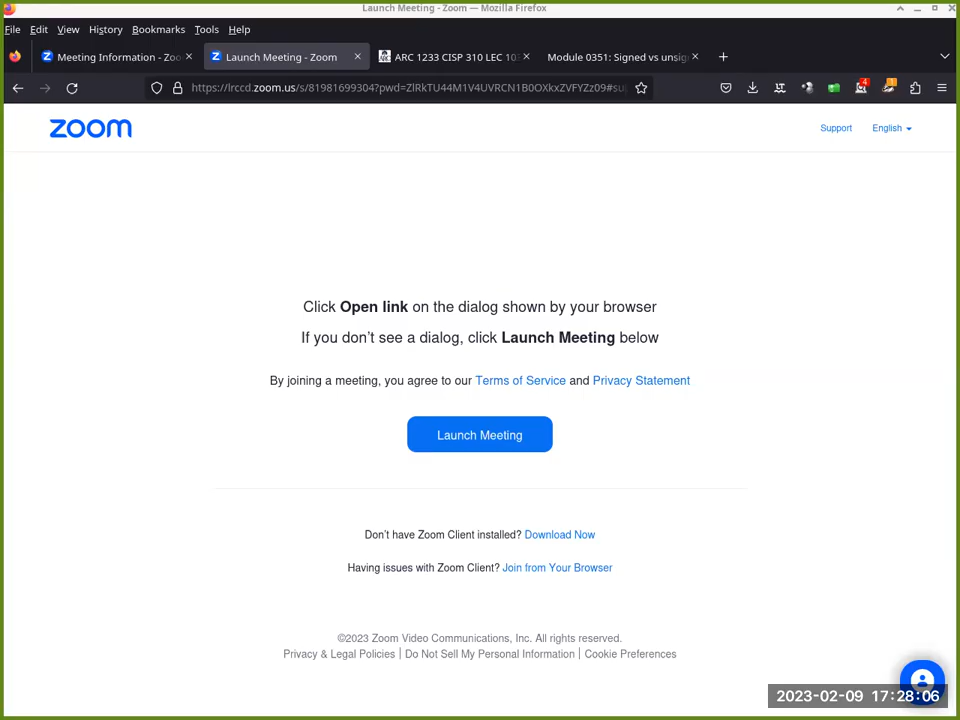 Launch Meeting - Zoom — Mozilla Firefox
File Edit View History Bookmarks Tools Help
Meeting Information - Zoo
Launch Meeting - Zoom
ARC 1233 CISP 310 LEC 103
Module 0351: Signed vs unsig
https://lrccd.zoom.us/s/81981699304?pwd=
4
zoom
Support
English
Click Open link on the dialog shown by your browser
If you don't see a dialog, click Launch Meeting below
By joining a meeting, you agree to our Terms of Service and Privacy Statement
Launch Meeting
Don't have Zoom Client installed? Download Now
Having issues with Zoom Client? Join from Your Browser
©2023 Zoom Video Communications, Inc. All rights reserved.
Privacy & Legal Policies | Do Not Sell My Personal Information | Cookie Preferences
2023-02-09 17:28:06